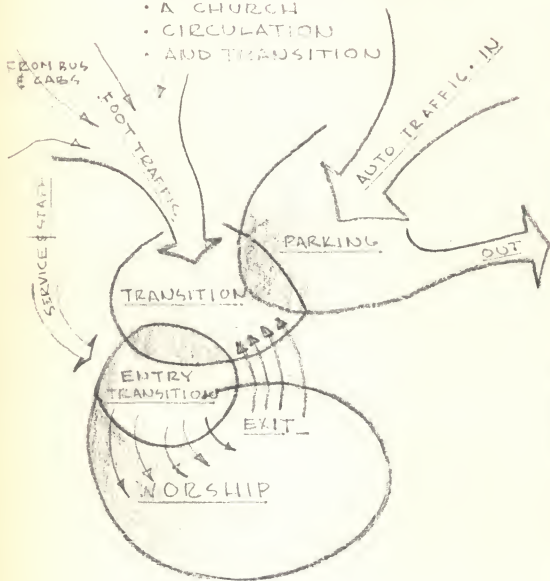 · A CHURCH
· CIRCULATION
· AND TRANSITION
FROM BUS
& CABS
FOOT TRAFFIC
AUTO TRAFFIC · IN
SERVICE & STAFF
PARKING
OUT
TRANSITION
ENTRY
TRANSITION
EXIT
WORSHIP